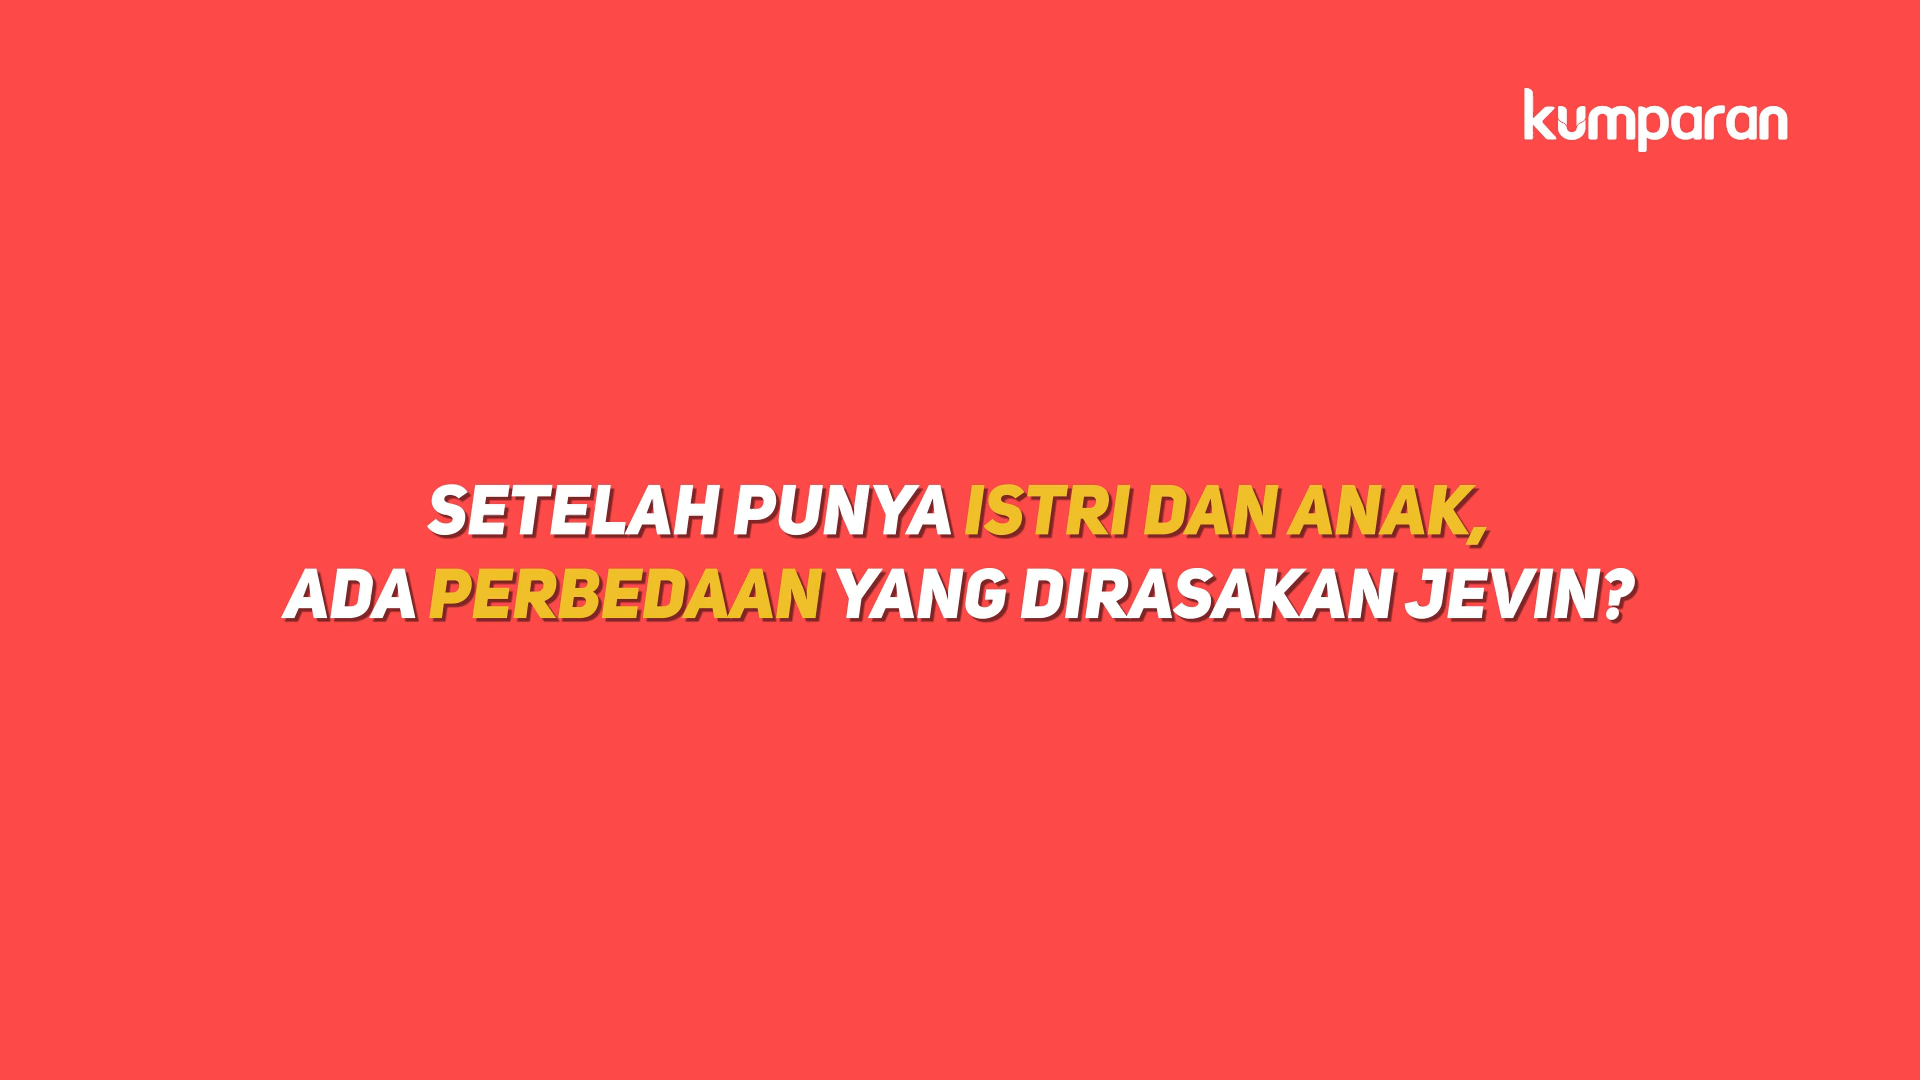 kumparan
SETELAH PUNYA ISTRI DAN ANAK,
ADA PERBEDAAN YANG DIRASAKAN JEVIN?